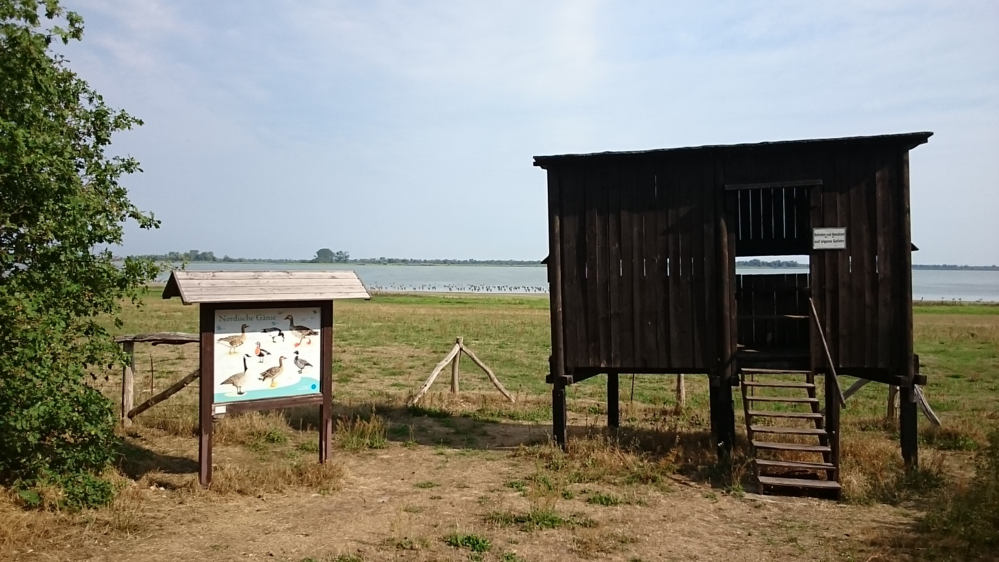 Nordische Gänse
Betreten und Benutzen
auf eigene Gefahr